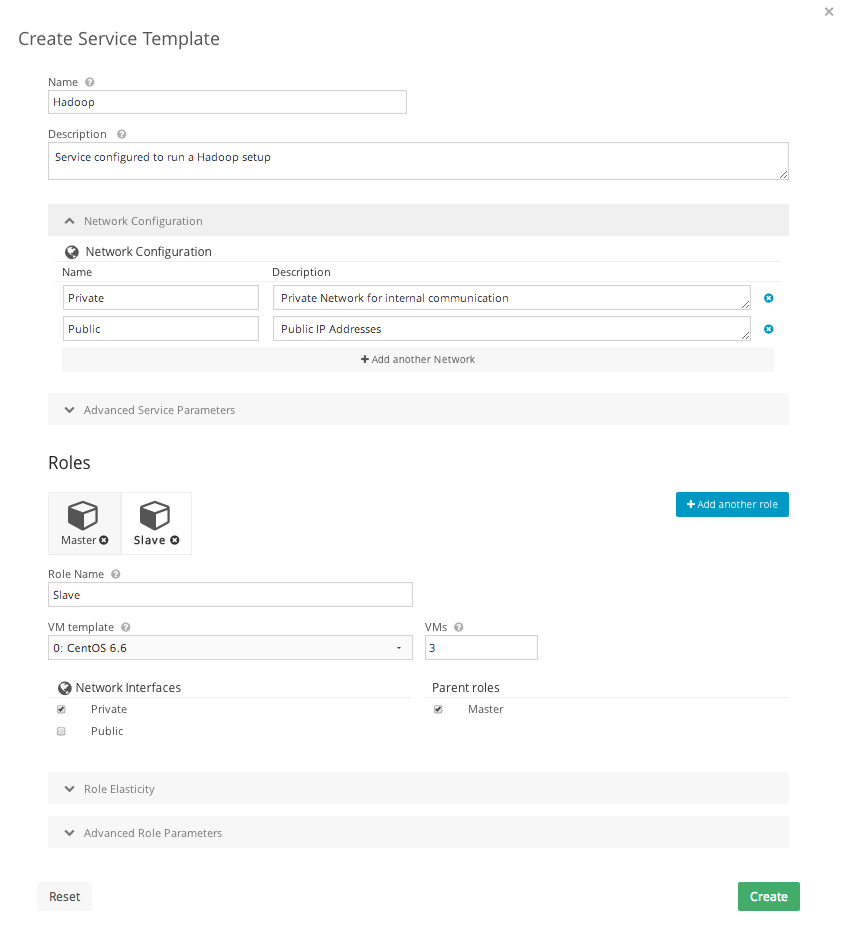 Create Service Template
Name
Hadoop
Description
Service configured to run a Hadoop setup
Network Configuration
Network Configuration
Name Description
Private Private Network for internal communication
Public Public IP Addresses
Add another Network
Advanced Service Parameters
Roles
Master Slave Add another role
Role Name
Slave
VM template VMs
0: CentOS 6.6 3
Network Interfaces Parent roles
Private Master
Public
Role Elasticity
Advanced Role Parameters
Reset Create